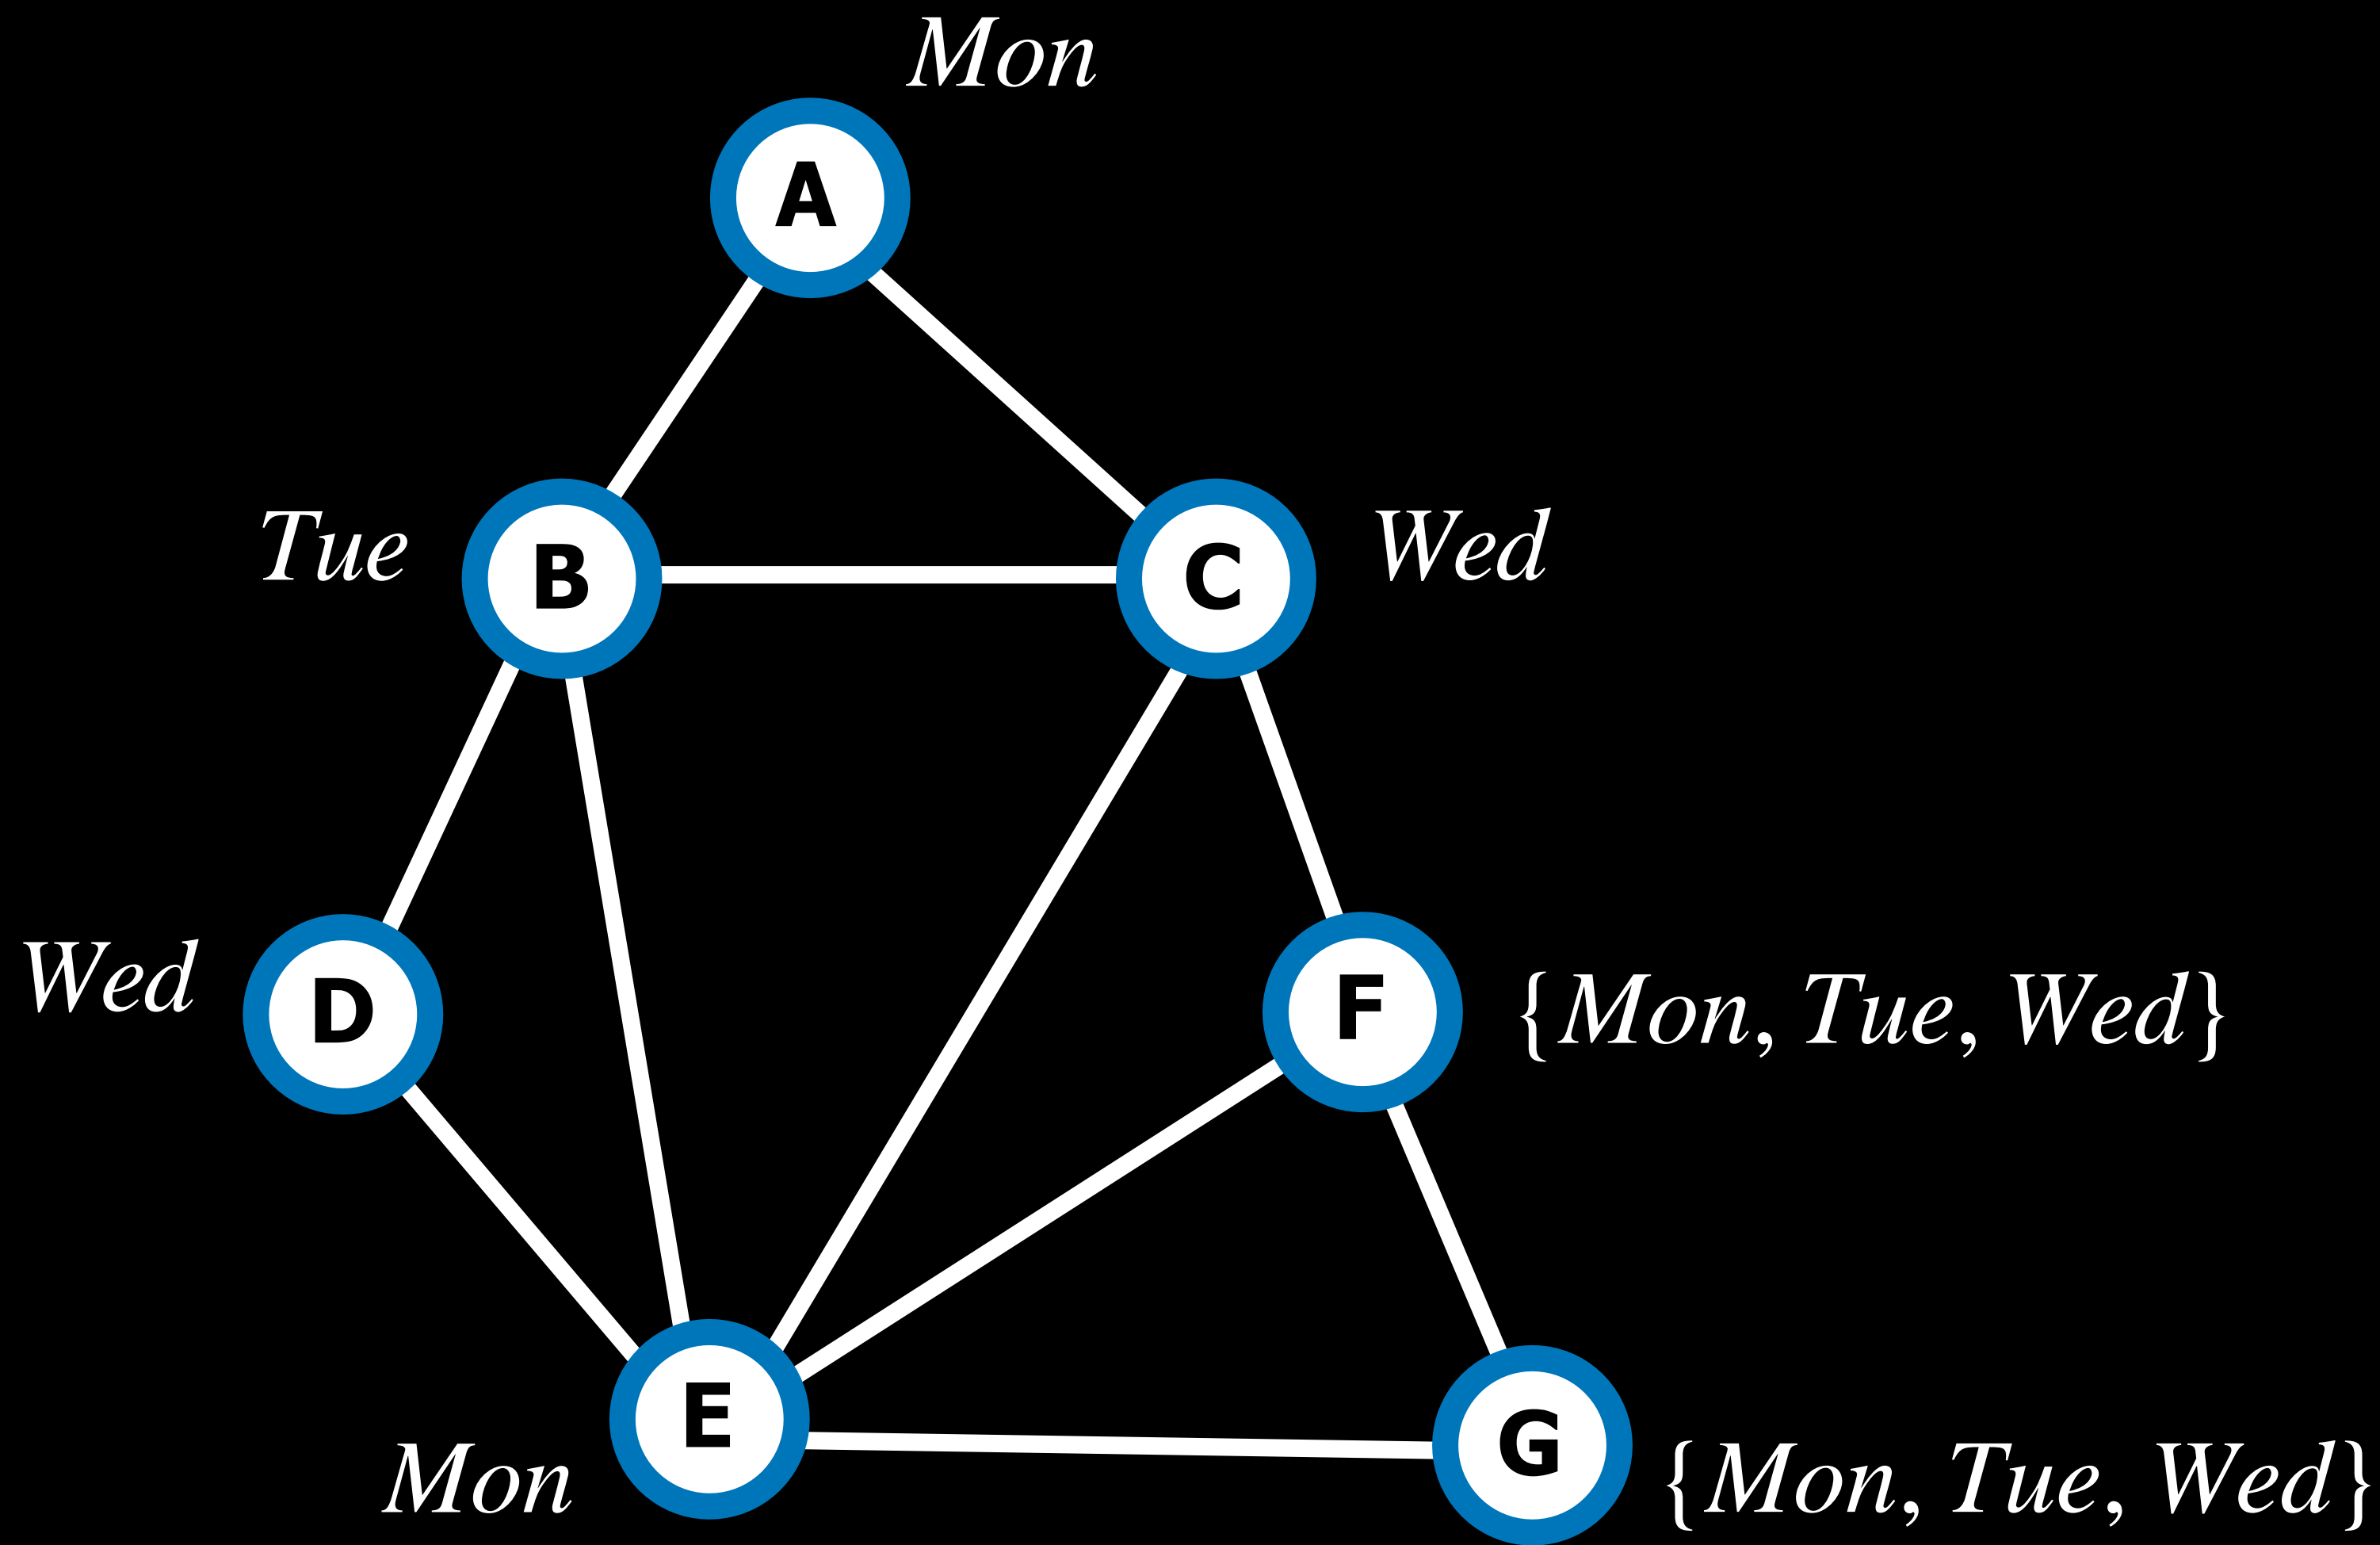 Mon
A
Tue
B
C
Wed
Wed
D
F
{Mon, Tue, Wed}
E
Mon
G
{Mon, Tue, Wed}